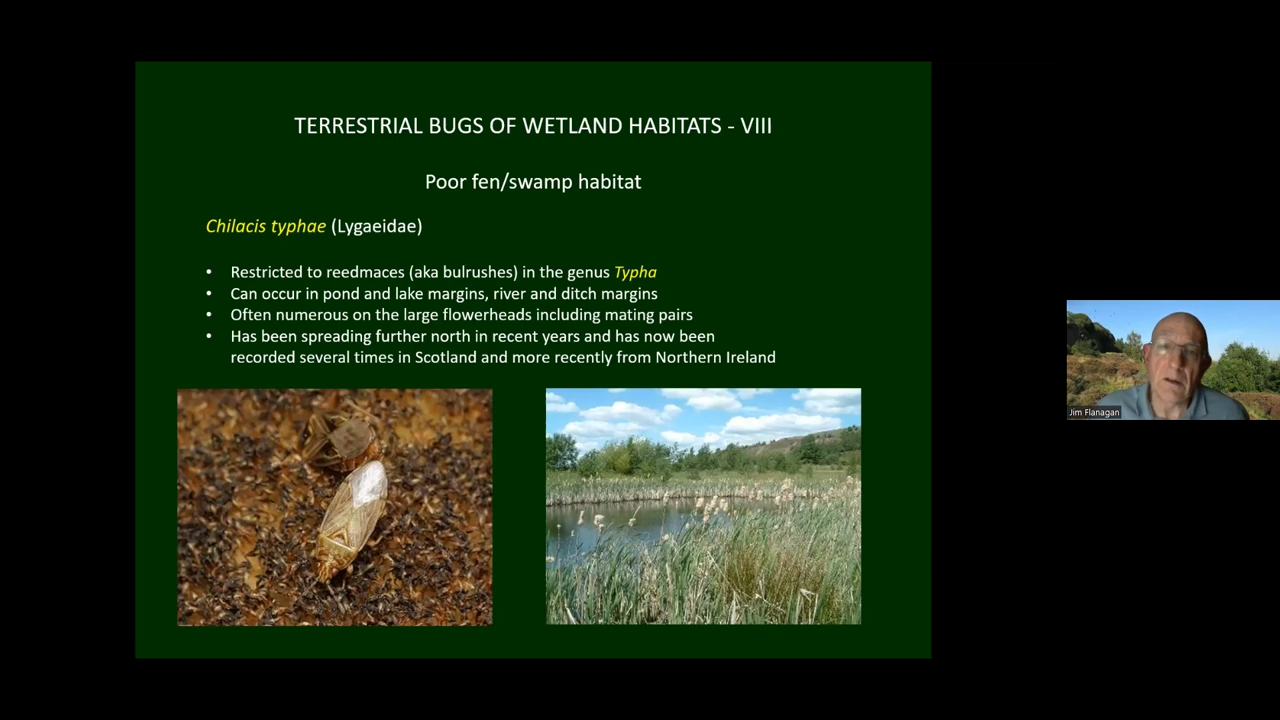 TERRESTRIAL BUGS OF WETLAND HABITATS - VIII
Poor fen/swamp habitat
Chilacis typhae (Lygaeidae)
• Restricted to reedmaces (aka bulrushes) in the genus Typha
• Can occur in pond and lake margins, river and ditch margins
• Often numerous on the large flowerheads including mating pairs
• Has been spreading further north in recent years and has now been
recorded several times in Scotland and more recently from Northern Ireland
Jim Flanagan